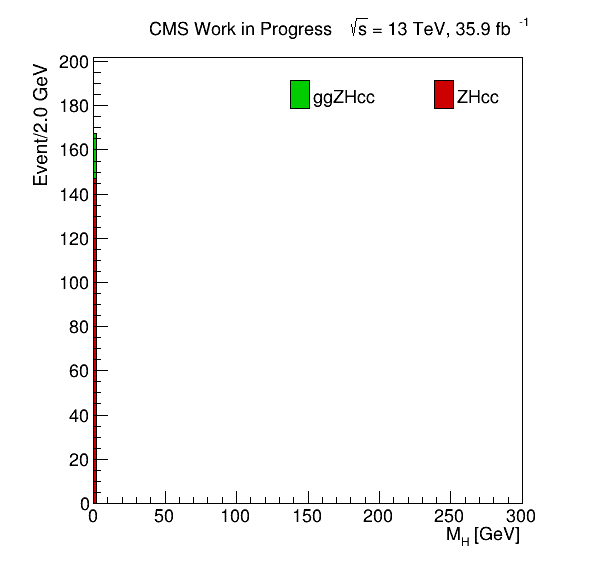 CMS Work in Progress √s = 13 TeV, 35.9 fb -1
Event/2.0 GeV
ggZHcc ZHcc
200
180
160
140
120
100
80
60
40
20
0
0 50 100 150 200 250 300
M_H [GeV]